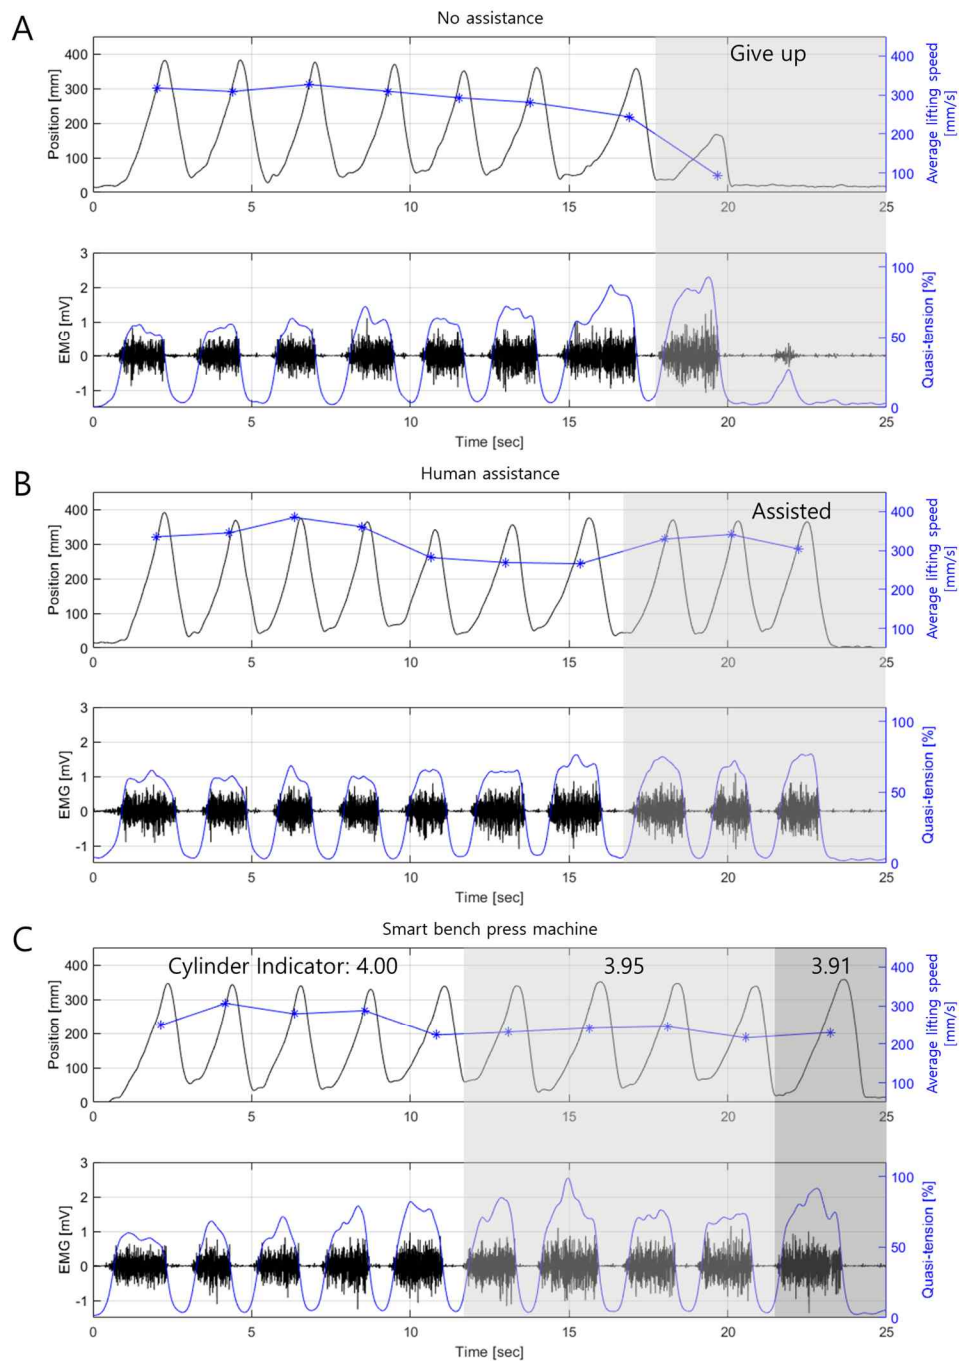 A
No assistance
Give up
Position [mm]
400
300
200
100
0
Average lifting speed
[mm/s]
400
300
200
100
0 5 10 15 20 25
EMG [mV]
3
2
1
0
-1
Quasi-tension [%]
100
50
0
0 5 10 15 20 25
Time [sec]
B
Human assistance
Assisted
Position [mm]
400
300
200
100
0
Average lifting speed
[mm/s]
400
300
200
100
0 5 10 15 20 25
EMG [mV]
3
2
1
0
-1
Quasi-tension [%]
100
50
0
0 5 10 15 20 25
Time [sec]
C
Smart bench press machine
Cylinder Indicator: 4.00 3.95 3.91
Position [mm]
400
300
200
100
0
Average lifting speed
[mm/s]
400
300
200
100
0 5 10 15 20 25
EMG [mV]
3
2
1
0
-1
Quasi-tension [%]
100
50
0
0 5 10 15 20 25
Time [sec]